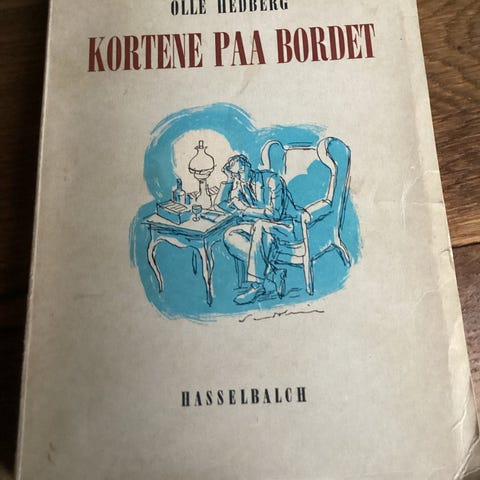 OLLE HEDBERG
KORTENE PAA BORDET
HASSELBALCH